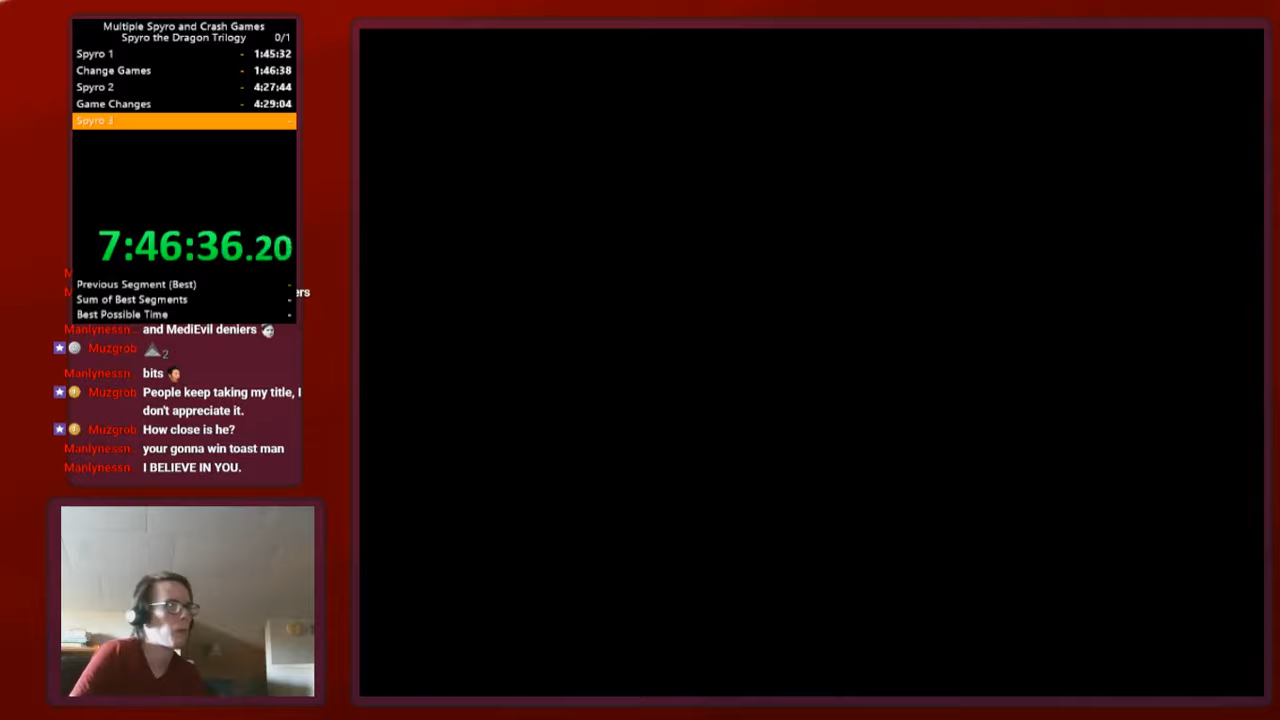 Multiple Spyro and Crash Games
Spyro the Dragon Trilogy 0/1
Spyro 1 - 1:45:32
Change Games - 1:46:38
Spyro 2 - 4:27:44
Game Changes - 4:29:04
Spyro 3 -
7:46:36.20
Previous Segment (Best) -
Sum of Best Segments -
Best Possible Time -
ers
Manlynessn... and MediEvil deniers
Muzgrob 2
Manlynessn... bits
Muzgrob People keep taking my title, I
don't appreciate it.
Muzgrob How close is he?
Manlynessn... your gonna win toast man
Manlynessn... I BELIEVE IN YOU.